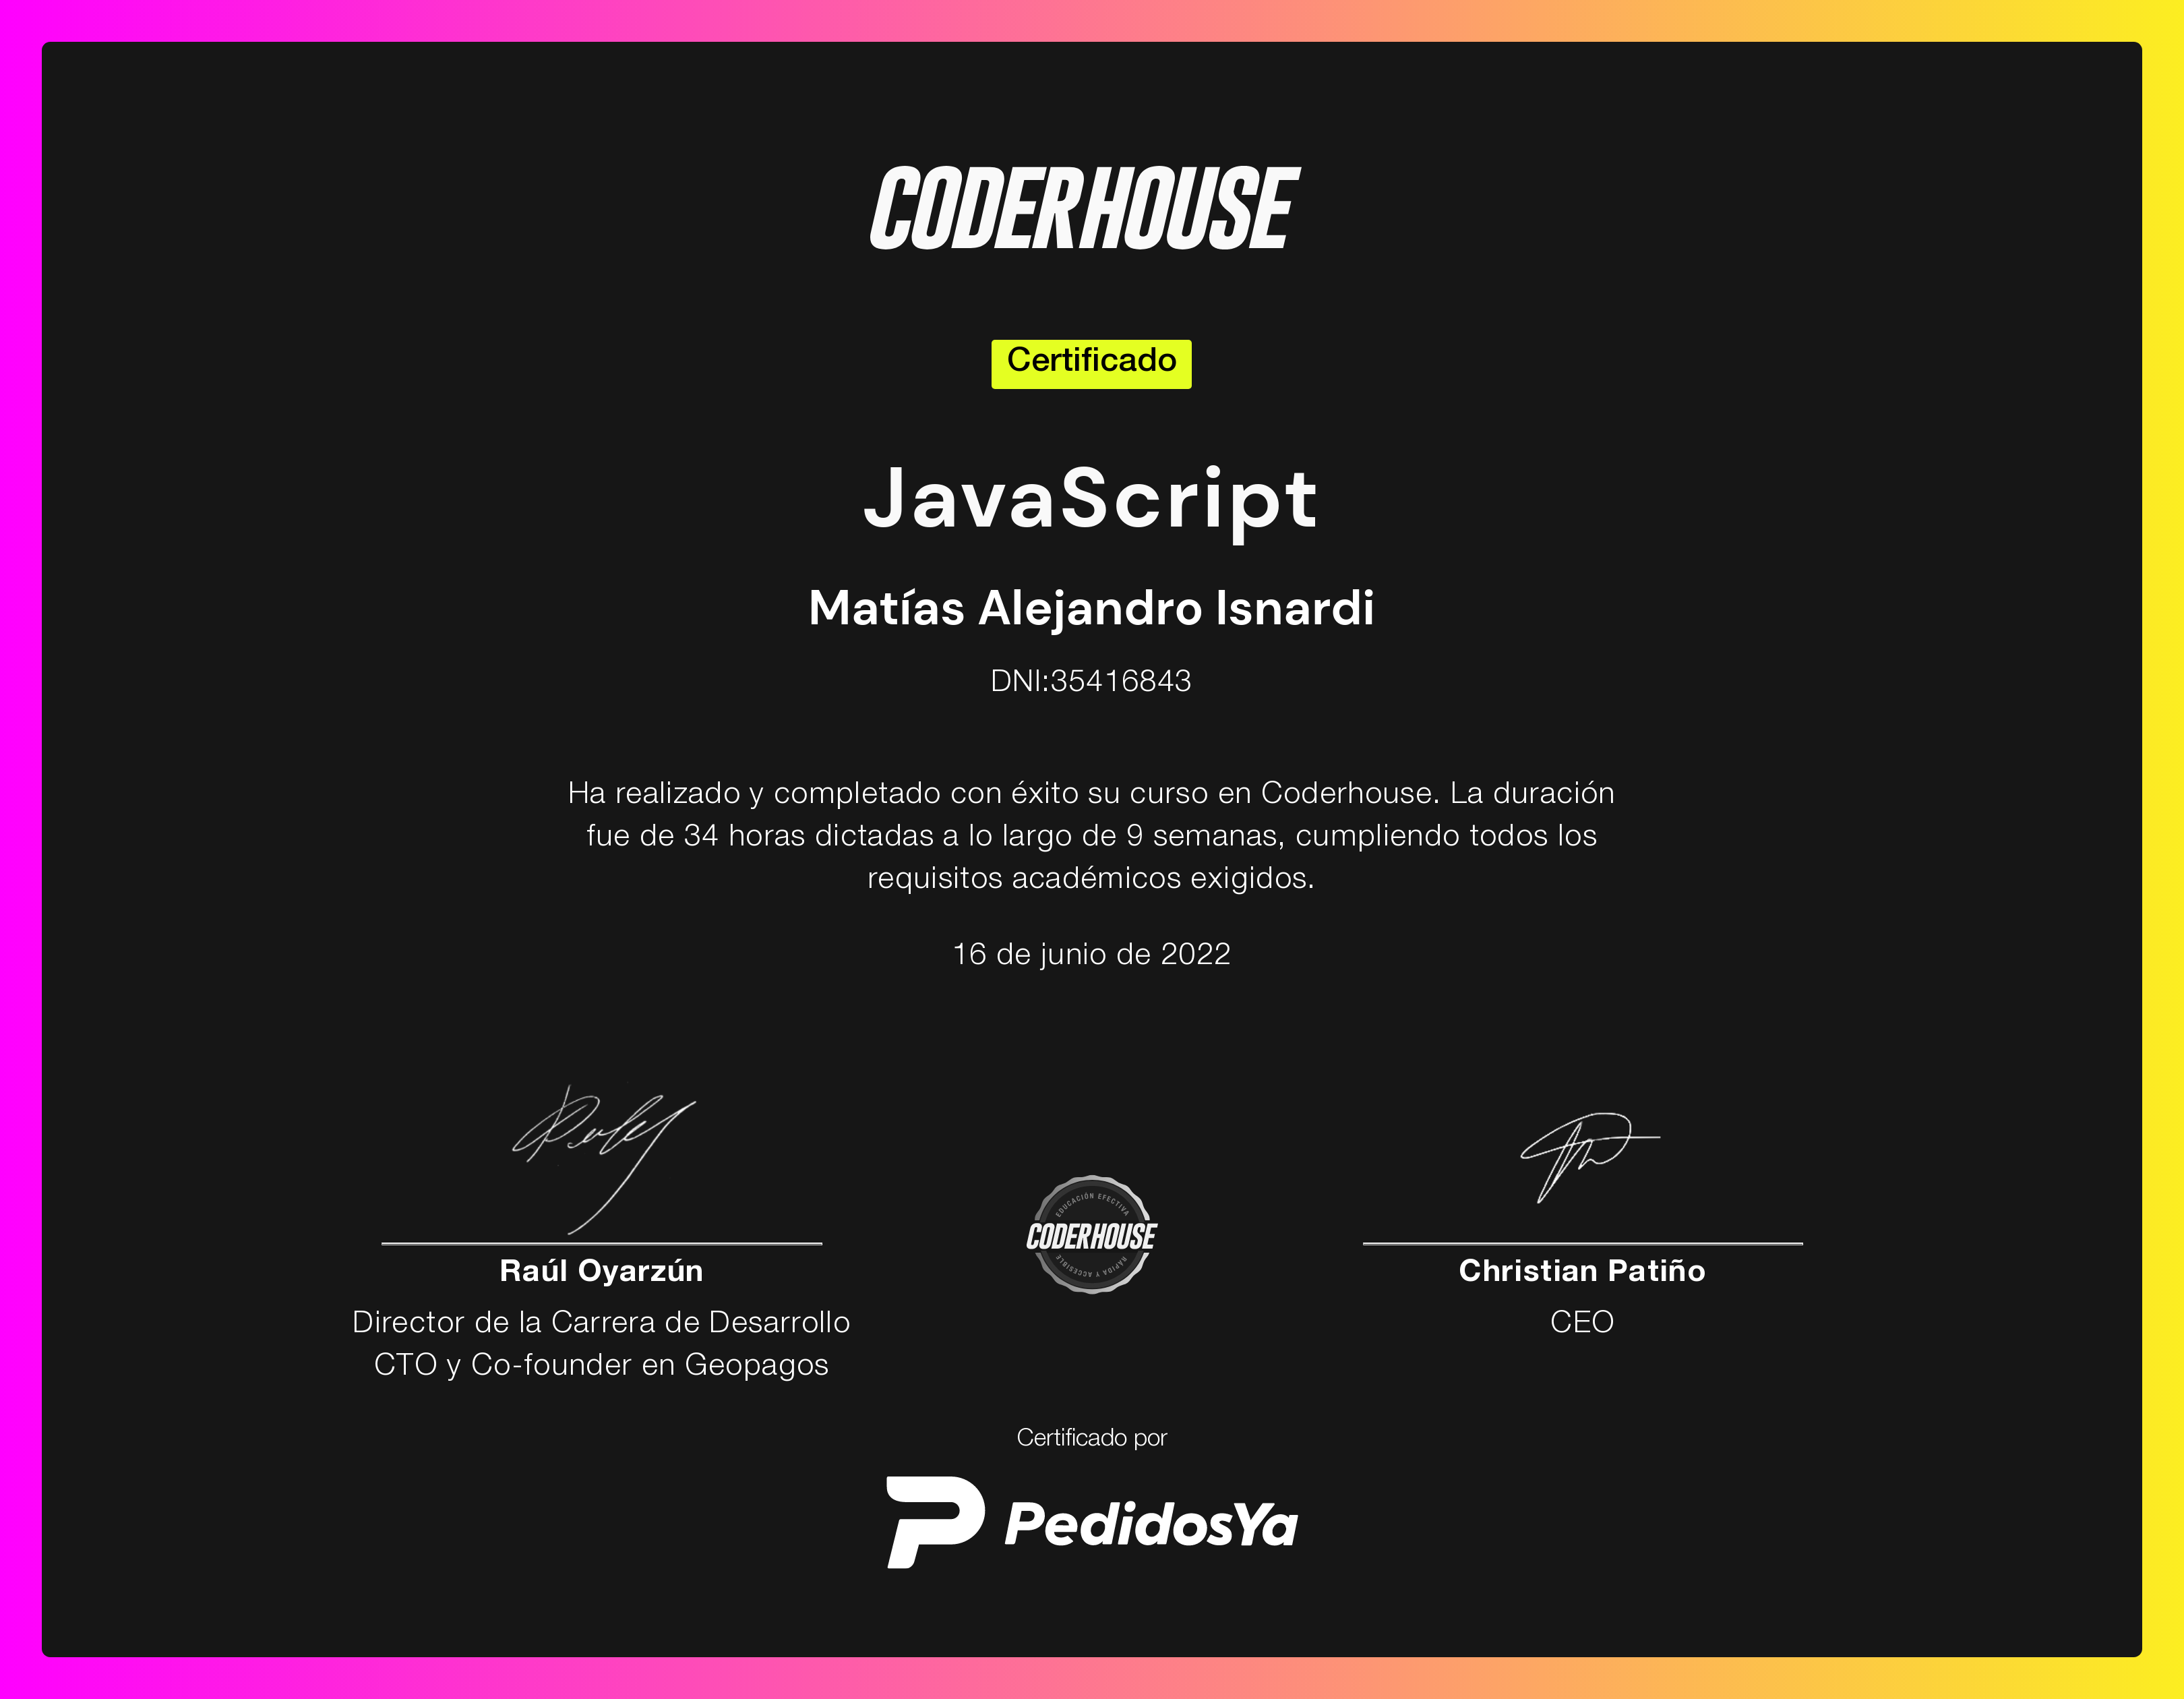 CODERHOUSE
Certificado
JavaScript
Matías Alejandro Isnardi
DNI:35416843
Ha realizado y completado con éxito su curso en Coderhouse. La duración
fue de 34 horas dictadas a lo largo de 9 semanas, cumpliendo todos los
requisitos académicos exigidos.
16 de junio de 2022
EDUCACIÓN EFECTIVA
CODERHOUSE
RÁPIDA Y ACCESIBLE
Raúl Oyarzún
Director de la Carrera de Desarrollo
CTO y Co-founder en Geopagos
Christian Patiño
CEO
Certificado por
PedidosYa